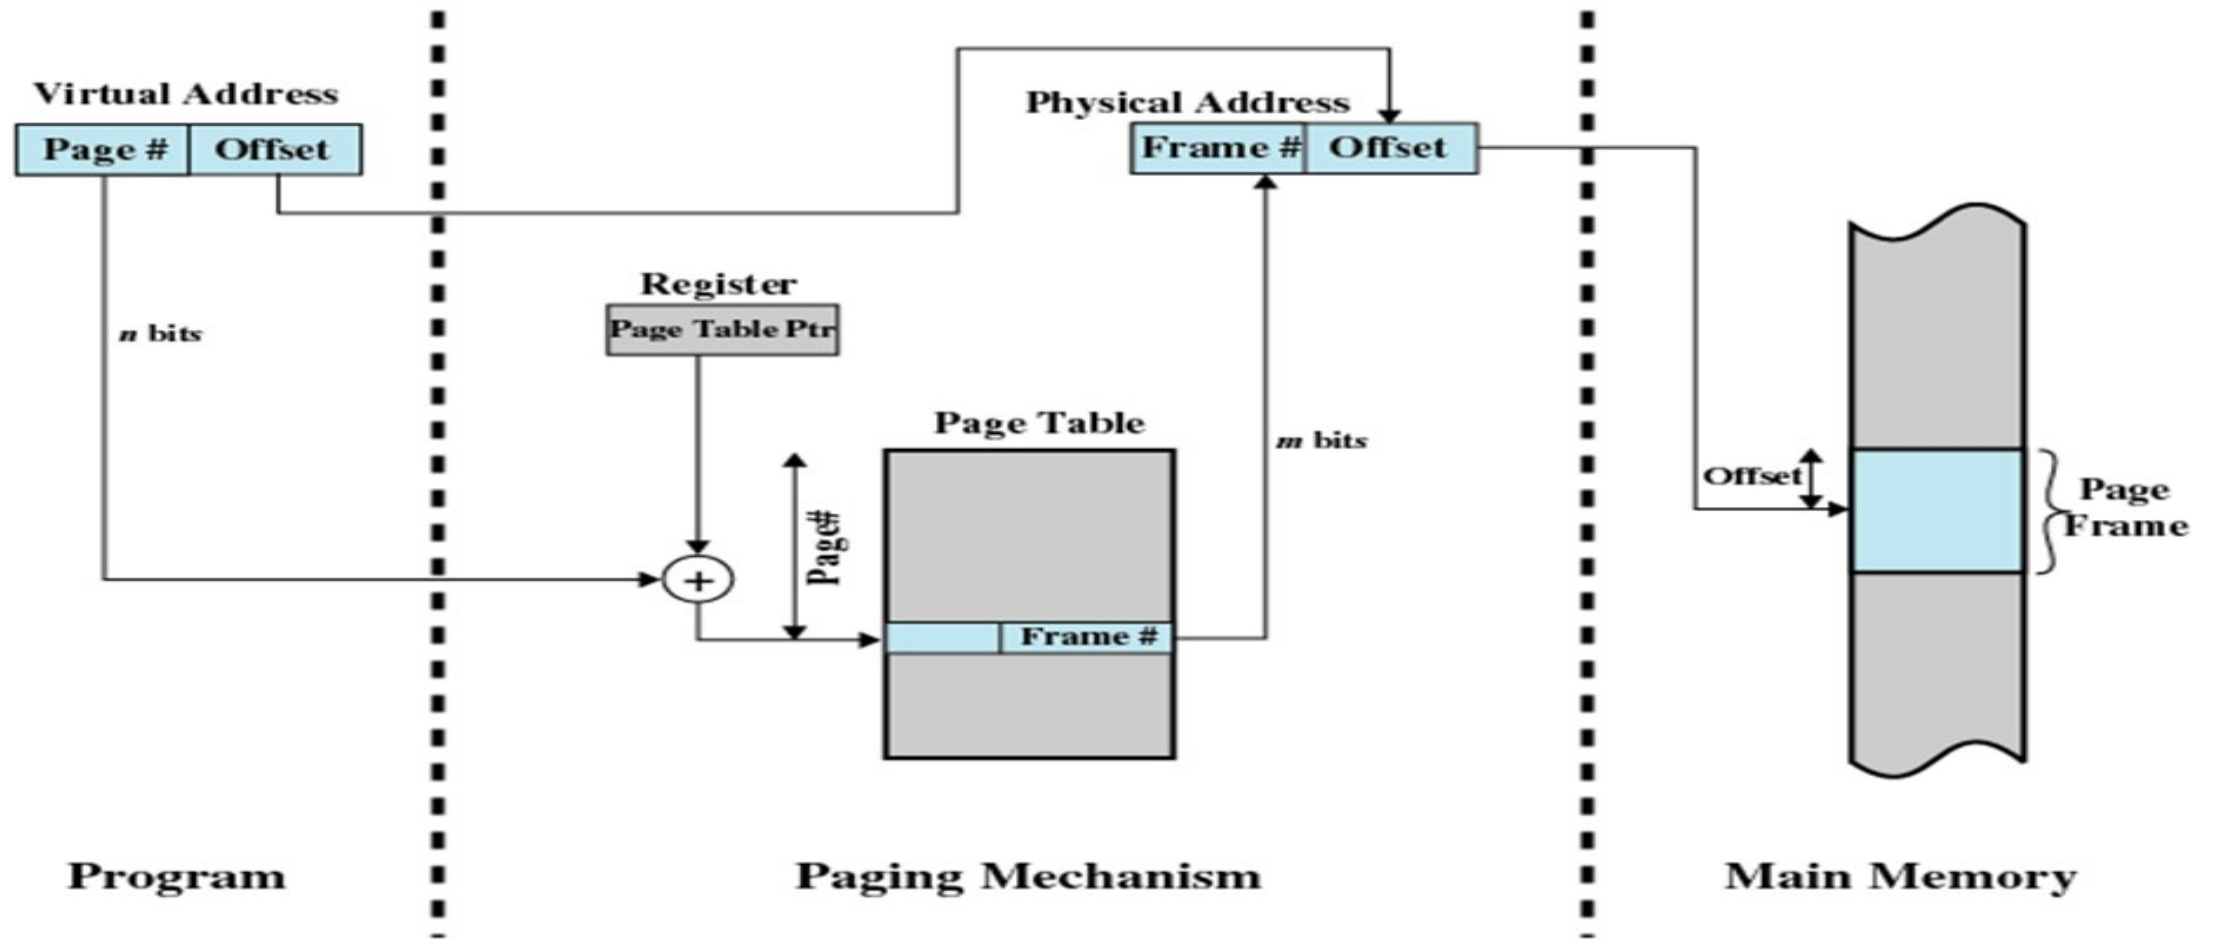 Virtual Address
Page #
Offset
n bits
Register
Page Table Ptr
+
Page#
Page Table
Frame #
m bits
Physical Address
Frame #
Offset
Offset
Page
Frame
Program
Paging Mechanism
Main Memory